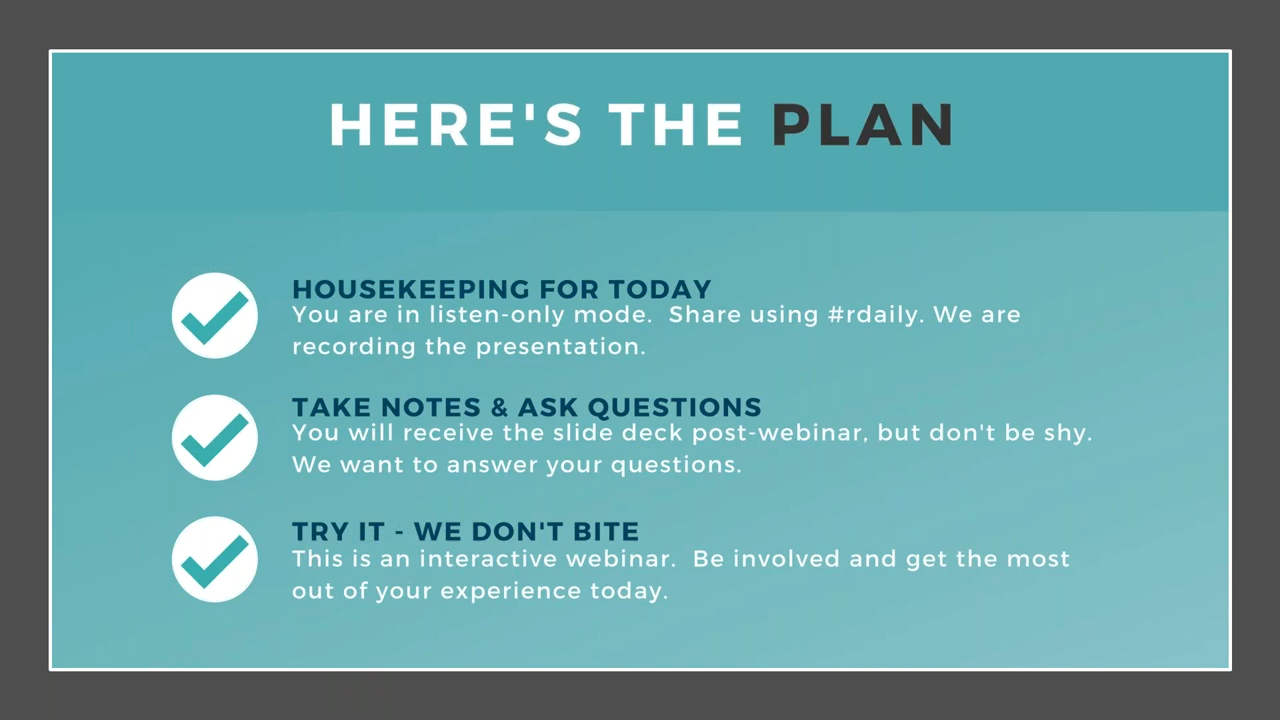 HERE'S THE PLAN
HOUSEKEEPING FOR TODAY
You are in listen-only mode.  Share using #rdaily. We are
recording the presentation.
TAKE NOTES & ASK QUESTIONS
You will receive the slide deck post-webinar, but don't be shy.
We want to answer your questions.
TRY IT - WE DON'T BITE
This is an interactive webinar.  Be involved and get the most
out of your experience today.